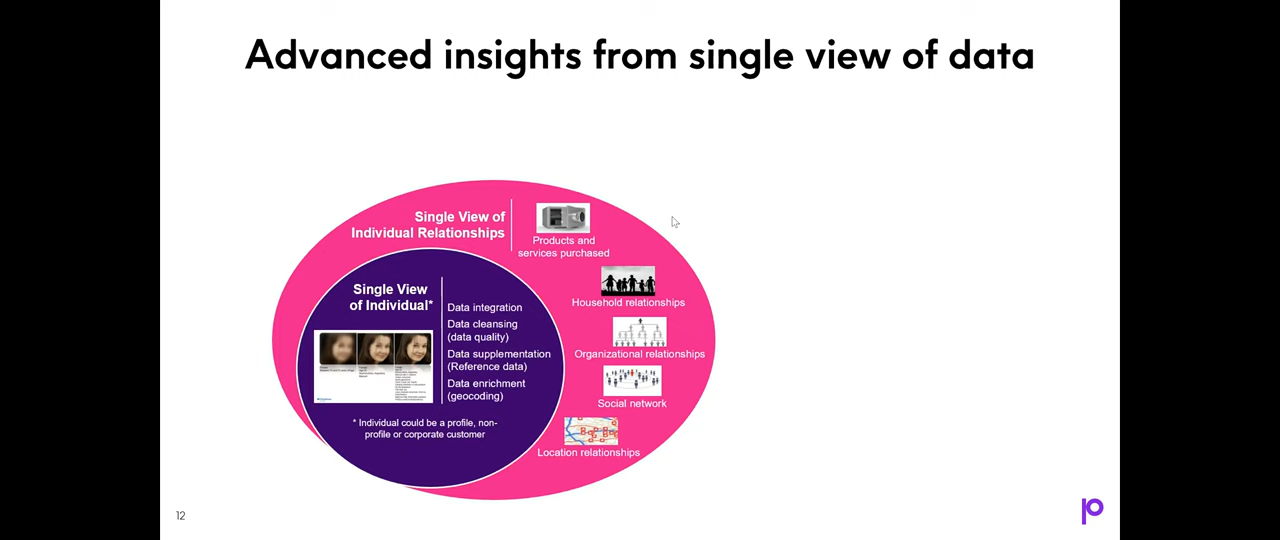 Advanced insights from single view of data
Single View of
Individual Relationships
Products and
services purchased
Single View
of Individual*
Data integration
Data cleansing
(data quality)
Data supplementation
(Reference data)
Data enrichment
(geocoding)
* Individual could be a profile, non-
profile or corporate customer
Household relationships
Organizational relationships
Social network
Location relationships
12